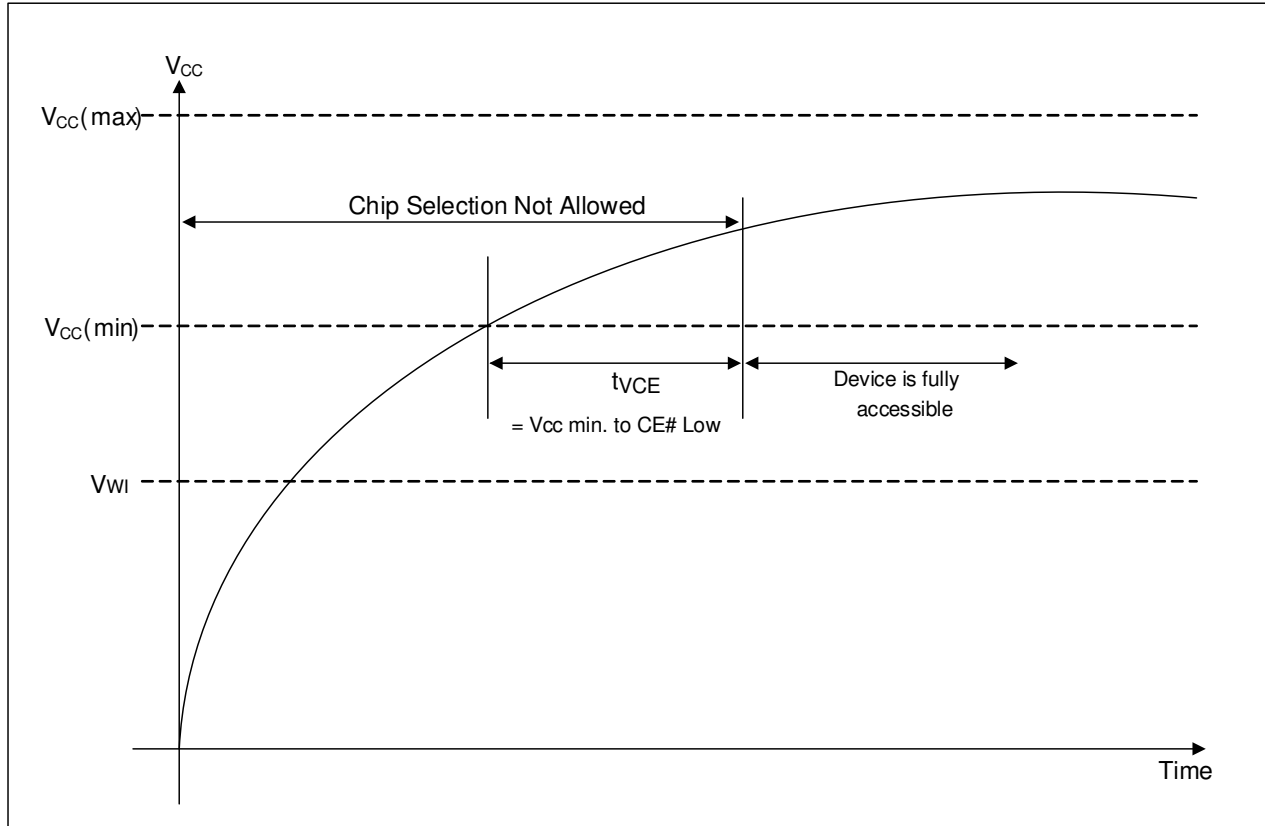 VCC
VCC(max)
Chip Selection Not Allowed
VCC(min)
tVCE
= Vcc min. to CE# Low
Device is fully
accessible
VWI
Time